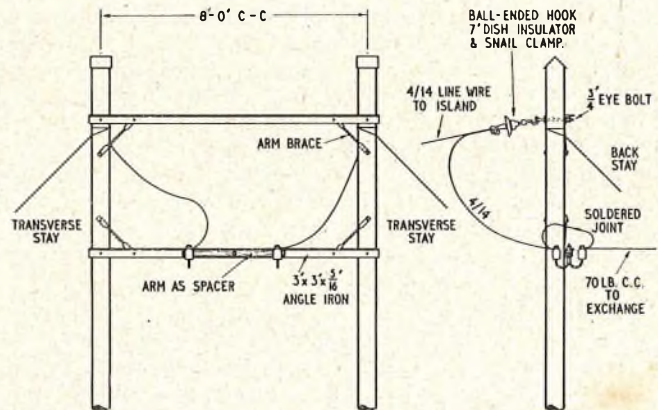 8'-0" C-C
BALL-ENDED HOOK
7" DISH INSULATOR
& SNAIL CLAMP.
4/14 LINE WIRE
TO ISLAND
3/4" EYE BOLT
ARM BRACE
BACK
STAY
TRANSVERSE
STAY
TRANSVERSE
STAY
4/14
SOLDERED
JOINT
ARM AS SPACER
3" x 3" x 5/16"
ANGLE IRON
70 LB. C.C.
TO
EXCHANGE